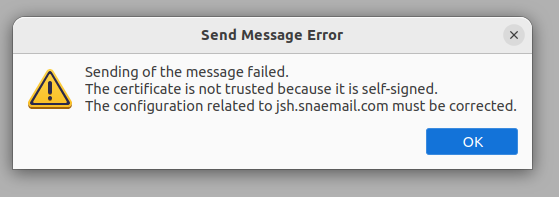 Send Message Error
Sending of the message failed.
The certificate is not trusted because it is self-signed.
The configuration related to jsh.snaemail.com must be corrected.
OK